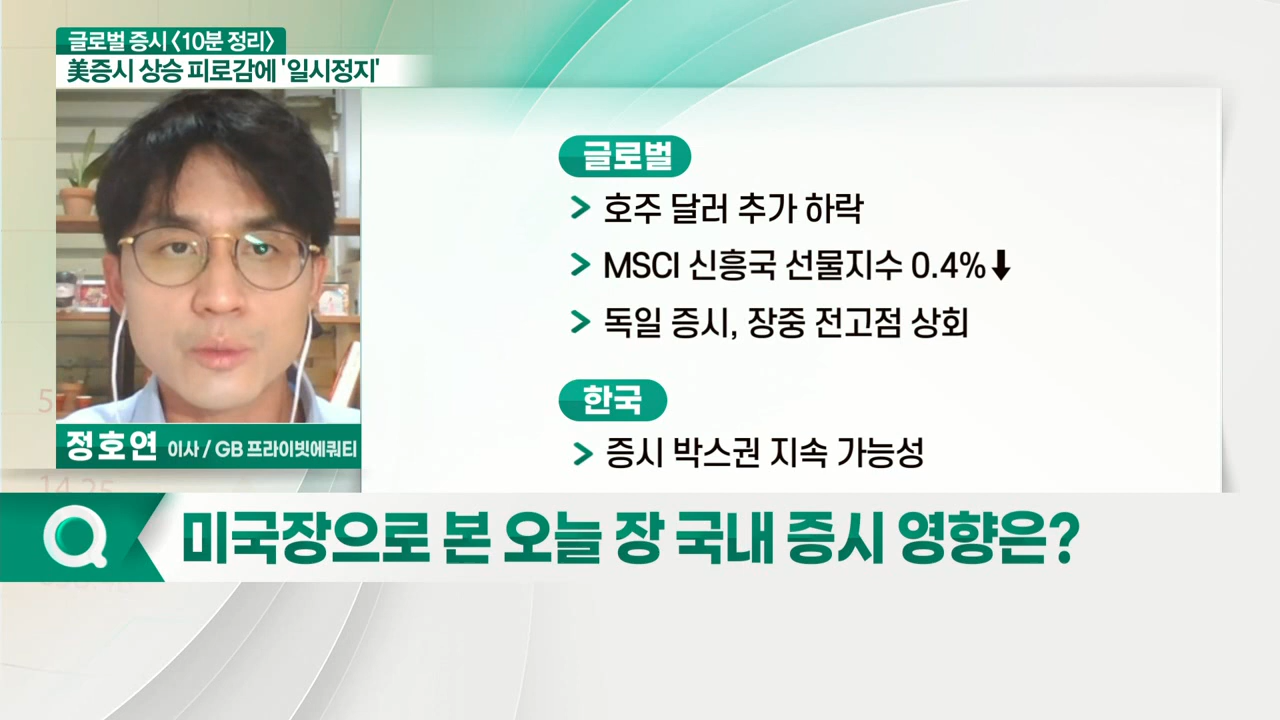 글로벌 증시 〈10분 정리〉
美증시 상승 피로감에 '일시정지'
글로벌
> 호주 달러 추가 하락
> MSCI 신흥국 선물지수 0.4%⬇
> 독일 증시, 장중 전고점 상회
한국
> 증시 박스권 지속 가능성
정호연 이사 / GB 프라이빗에쿼티
Q 미국장으로 본 오늘 장 국내 증시 영향은?